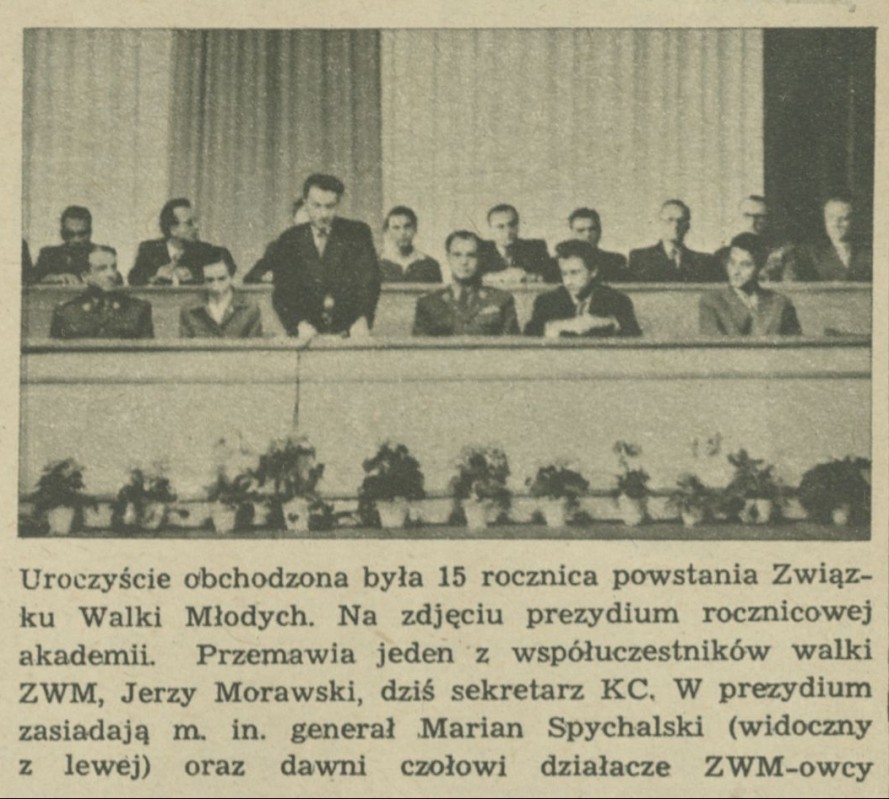 Uroczyście obchodzona była 15 rocznica powstania Związ-
ku Walki Młodych. Na zdjęciu prezydium rocznicowej
akademii. Przemawia jeden z współuczestników walki
ZWM, Jerzy Morawski, dziś sekretarz KC. W prezydium
zasiadają m. in. generał Marian Spychalski (widoczny
z lewej) oraz dawni czołowi działacze ZWM-owcy